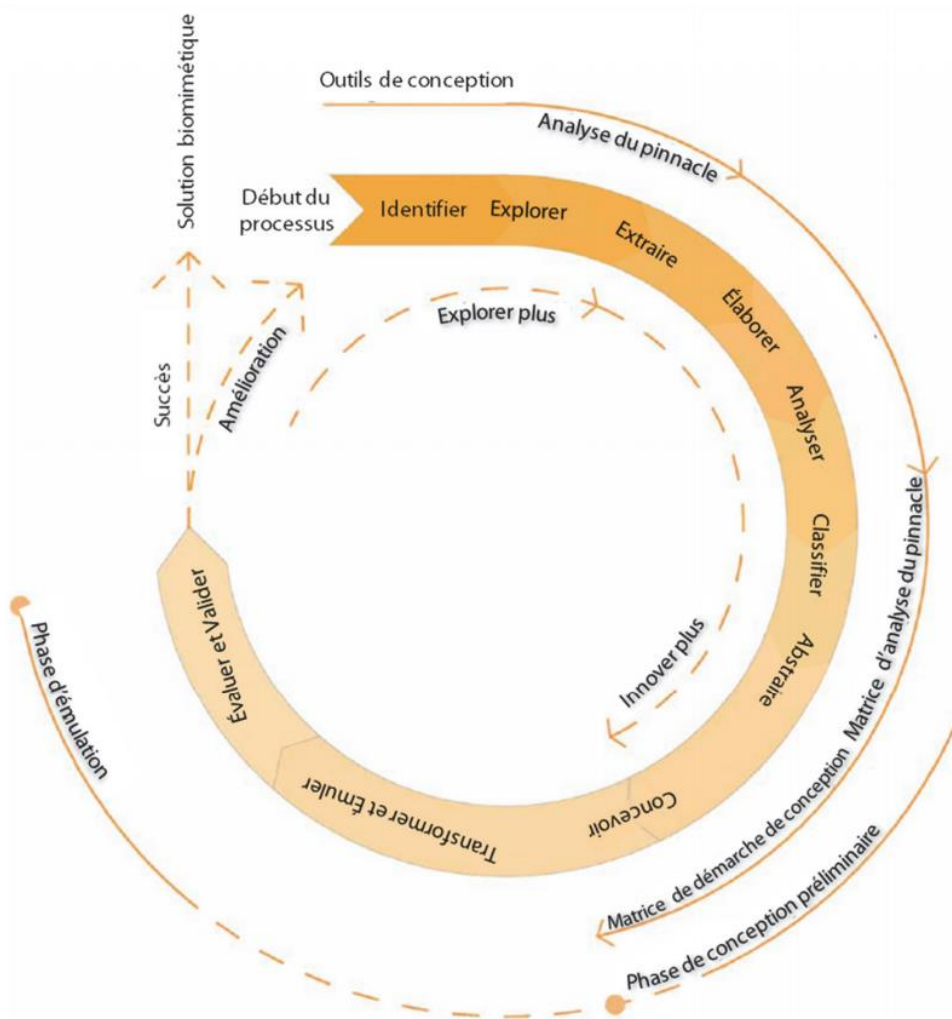 Outils de conception
Analyse du pinnacle
Solution biomimétique
Début du
processus
Identifier
Explorer
Extraire
Élaborer
Analyser
Classifier
Abstraire
Concevoir
Transformer et Émuler
Évaluer et Valider
Explorer plus
Innover plus
Succès
Amélioration
Matrice d'analyse du pinnacle
Matrice de démarche de conception
Phase de conception préliminaire
Phase d'émulation